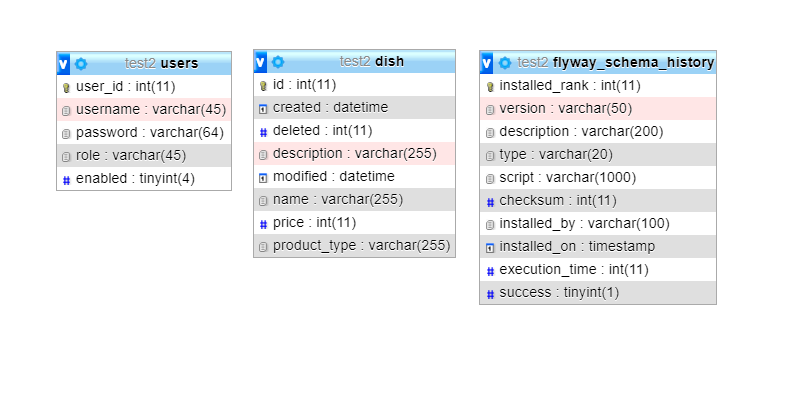 test2 users
user_id : int(11)
username : varchar(45)
password : varchar(64)
role : varchar(45)
enabled : tinyint(4)
test2 dish
id : int(11)
created : datetime
deleted : int(11)
description : varchar(255)
modified : datetime
name : varchar(255)
price : int(11)
product_type : varchar(255)
test2 flyway_schema_history
installed_rank : int(11)
version : varchar(50)
description : varchar(200)
type : varchar(20)
script : varchar(1000)
checksum : int(11)
installed_by : varchar(100)
installed_on : timestamp
execution_time : int(11)
success : tinyint(1)